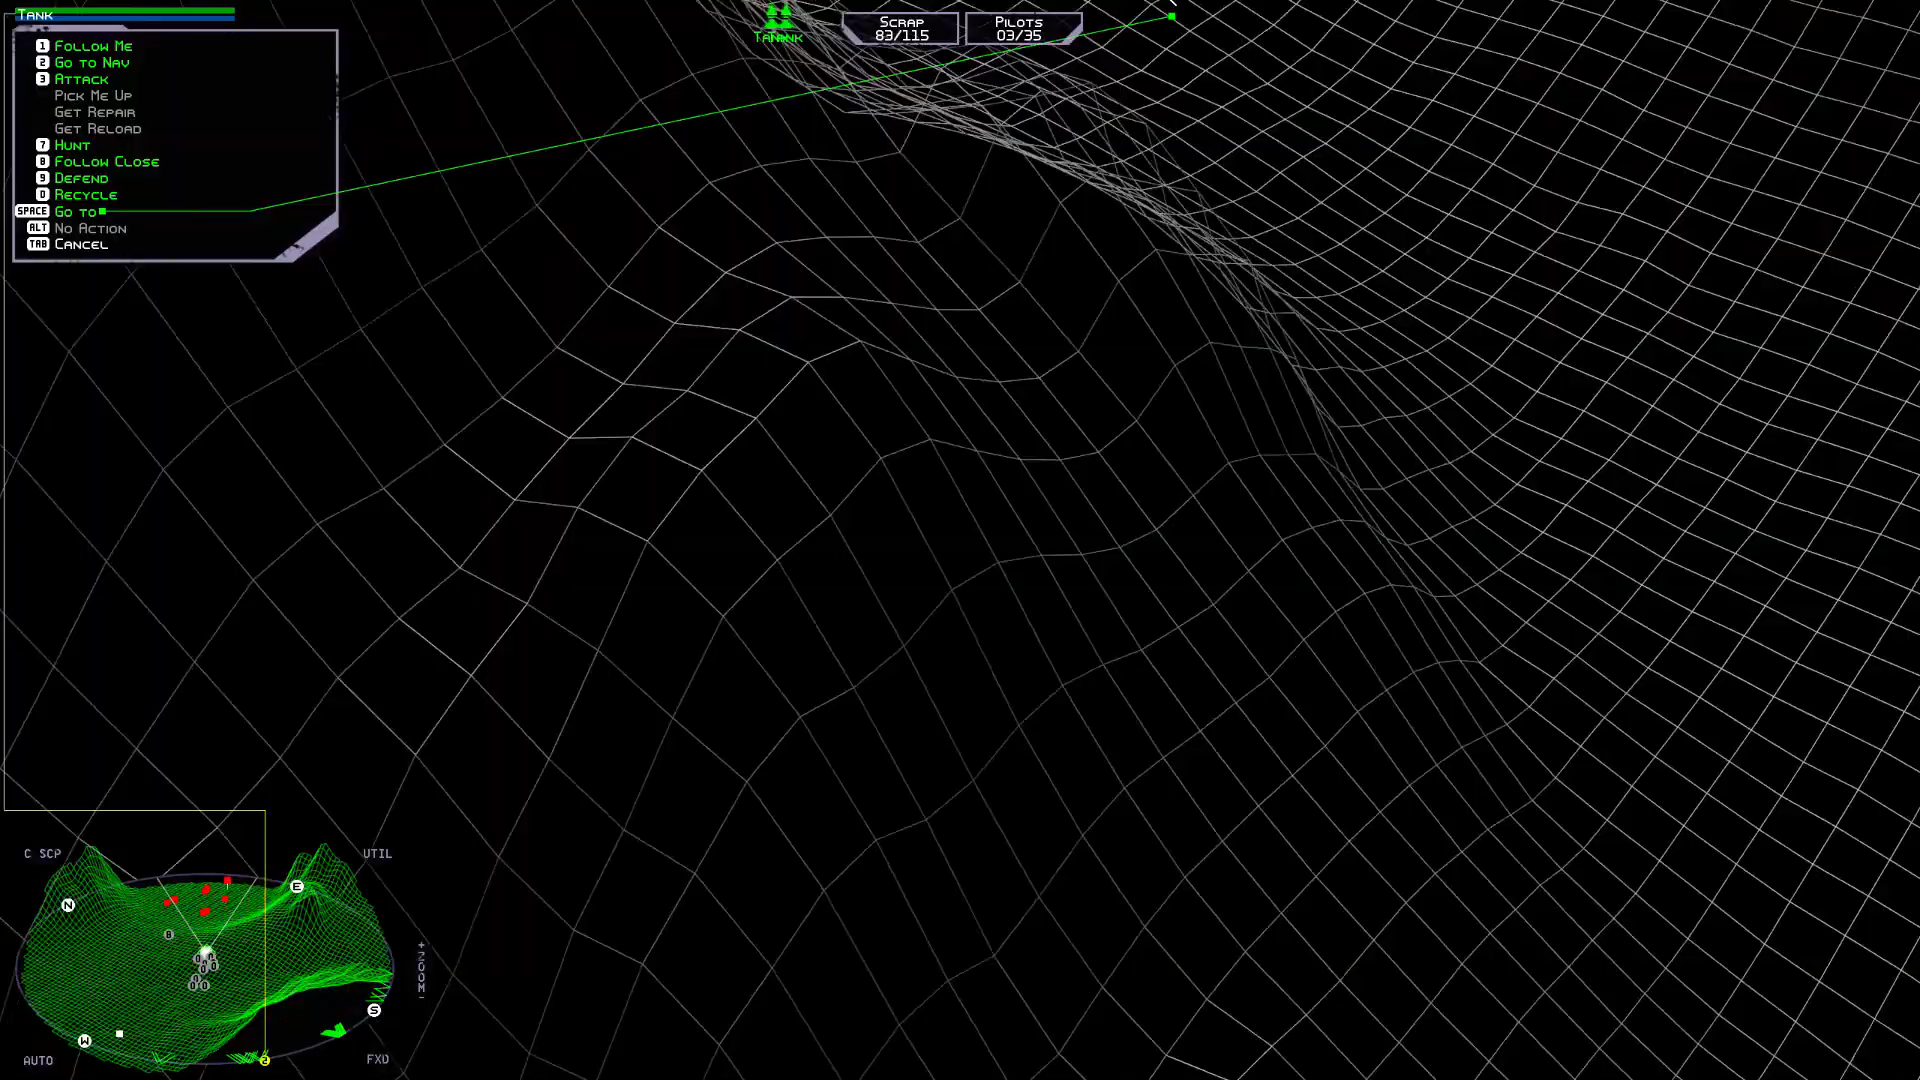 Tank
1 Follow Me
2 Go to Nav
3 Attack
Pick Me Up
Get Repair
Get Reload
7 Hunt
8 Follow Close
9 Defend
0 Recycle
SPACE Go to
ALT No Action
TAB Cancel
Scrap
83/115
Pilots
03/35
C SCP
UTIL
N
E
S
W
2
+ZOOM-
AUTO
FXD